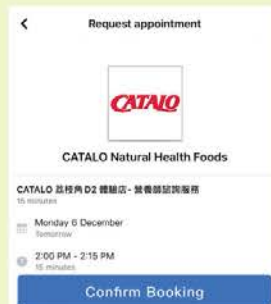 Request appointment
CATALO
CATALO Natural Health Foods
CATALO 荔枝角 D2 體驗店 - 營養師諮詢服務
15 minutes
Monday 6 December
Tomorrow
2:00 PM - 2:15 PM
15 minutes
Confirm Booking